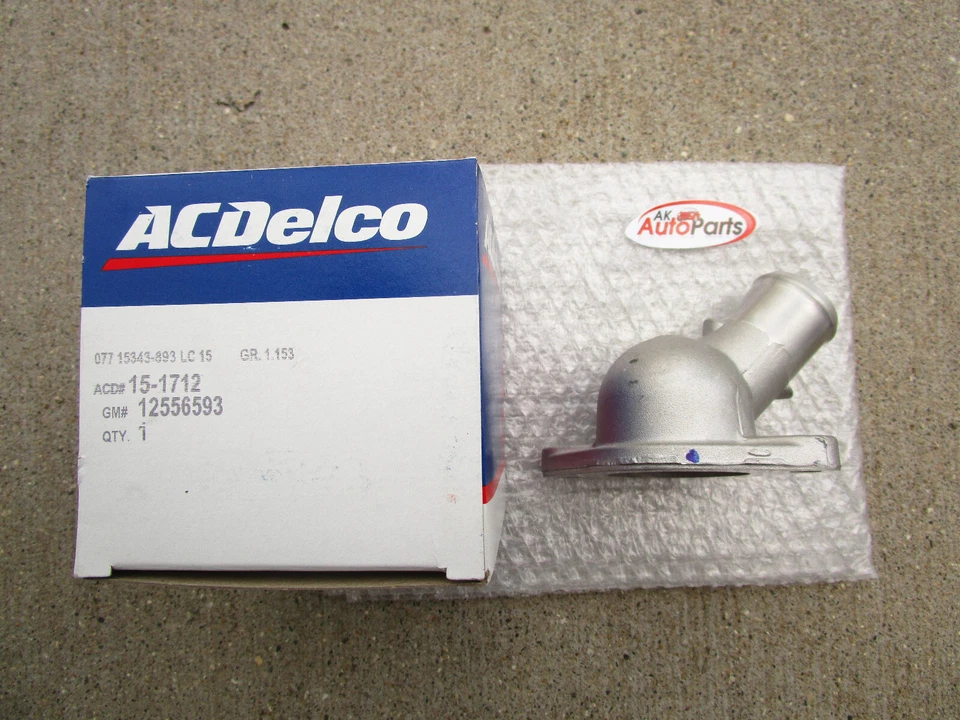 ACDelco
077 15343-893 LC 15 GR. 1.153
ACD# 15-1712
GM# 12556593
QTY. 1
AK
AutoParts